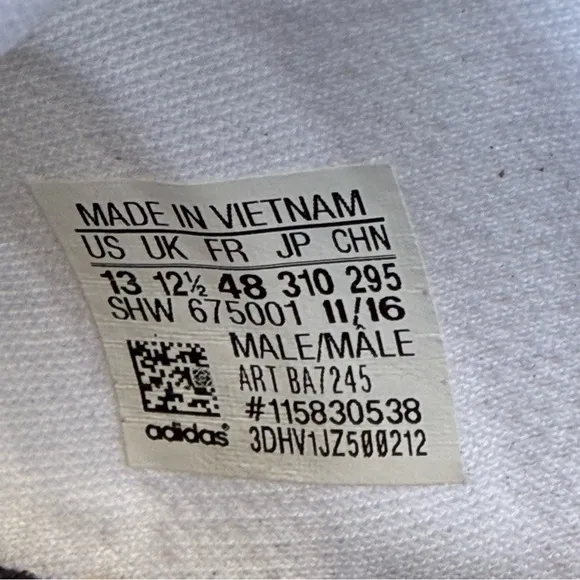 MADE IN VIETNAM
US UK FR JP CHN
13 12½ 48 310 295
SHW 675001 11/16
MALE/MÂLE
ART BA7245
#115830538
adidas® 3DHV1JZ500212